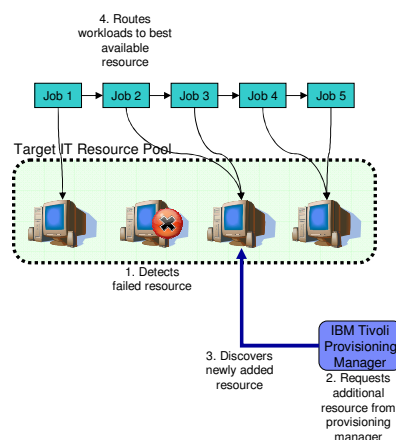 4. Routes
workloads to best
available
resource
Job 1
Job 2
Job 3
Job 4
Job 5
Target IT Resource Pool
1. Detects
failed resource
IBM Tivoli
Provisioning
Manager
3. Discovers
newly added
resource
2. Requests
additional
resource from
provisioning
manager